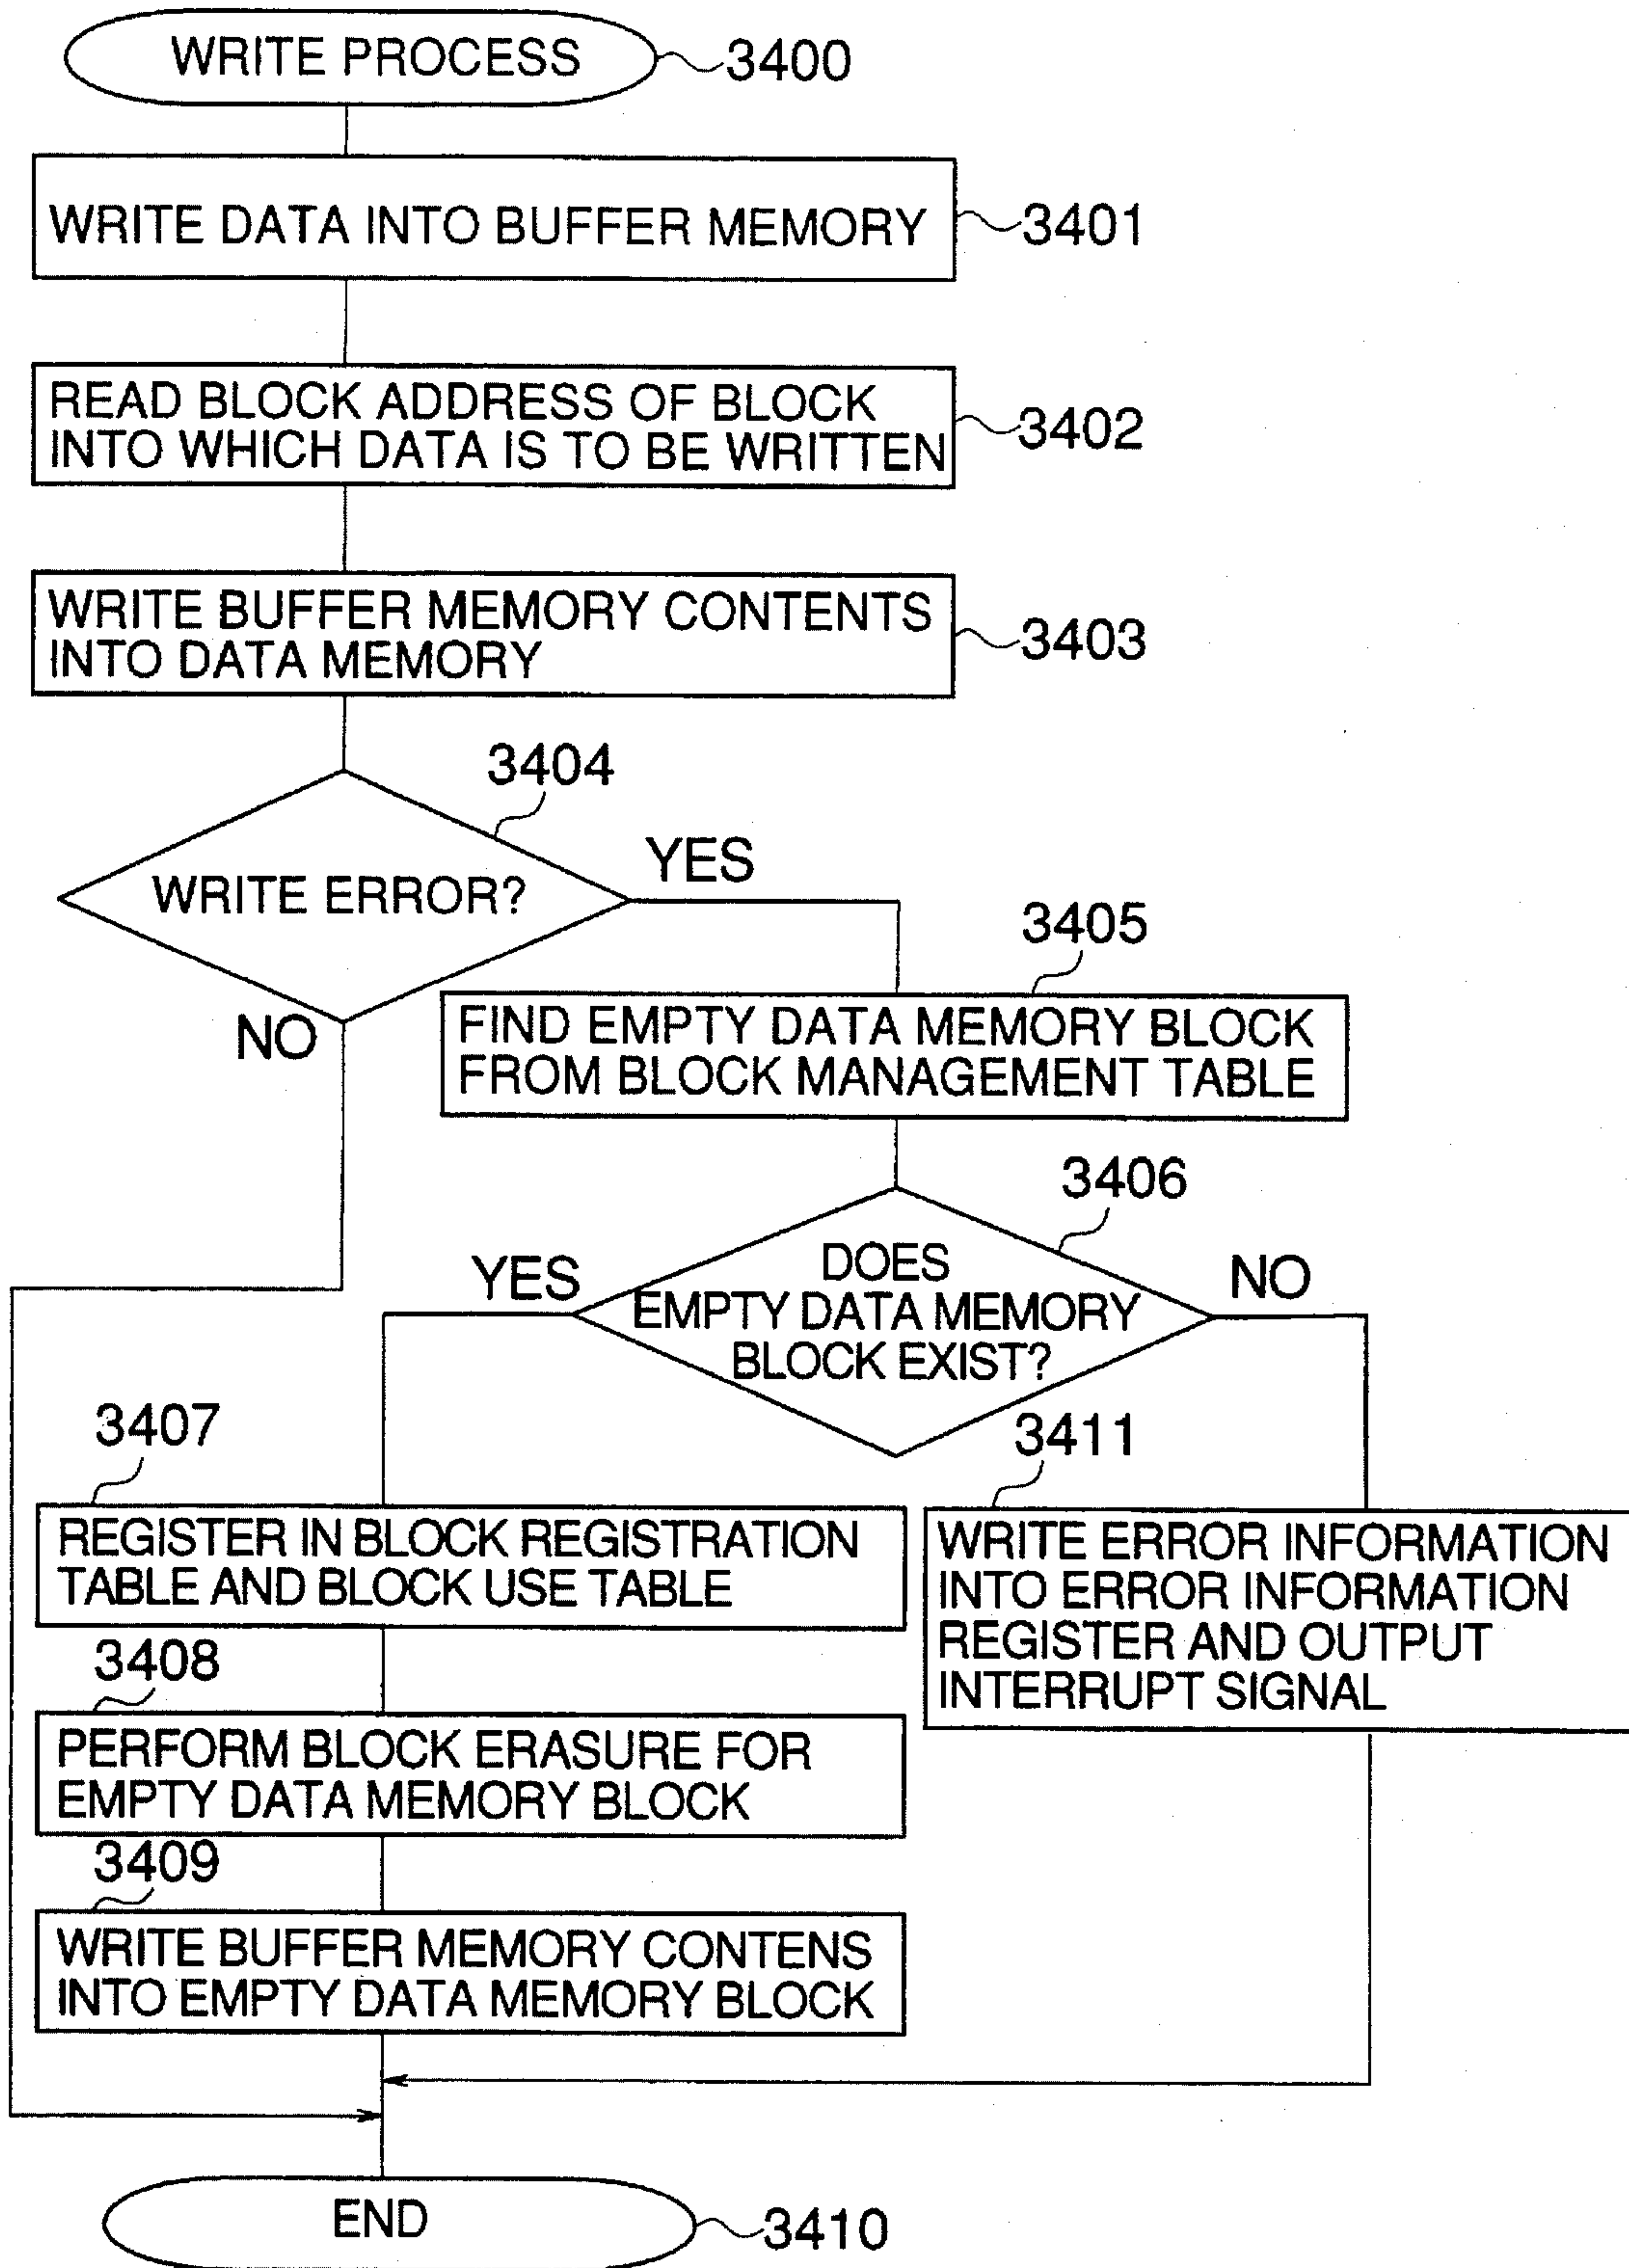 WRITE PROCESS
3400
WRITE DATA INTO BUFFER MEMORY
3401
READ BLOCK ADDRESS OF BLOCK
INTO WHICH DATA IS TO BE WRITTEN
3402
WRITE BUFFER MEMORY CONTENTS
INTO DATA MEMORY
3403
3404
WRITE ERROR?
YES
NO
3405
FIND EMPTY DATA MEMORY BLOCK
FROM BLOCK MANAGEMENT TABLE
3406
DOES
EMPTY DATA MEMORY
BLOCK EXIST?
YES
NO
3407
REGISTER IN BLOCK REGISTRATION
TABLE AND BLOCK USE TABLE
3411
WRITE ERROR INFORMATION
INTO ERROR INFORMATION
REGISTER AND OUTPUT
INTERRUPT SIGNAL
3408
PERFORM BLOCK ERASURE FOR
EMPTY DATA MEMORY BLOCK
3409
WRITE BUFFER MEMORY CONTENS
INTO EMPTY DATA MEMORY BLOCK
END
3410